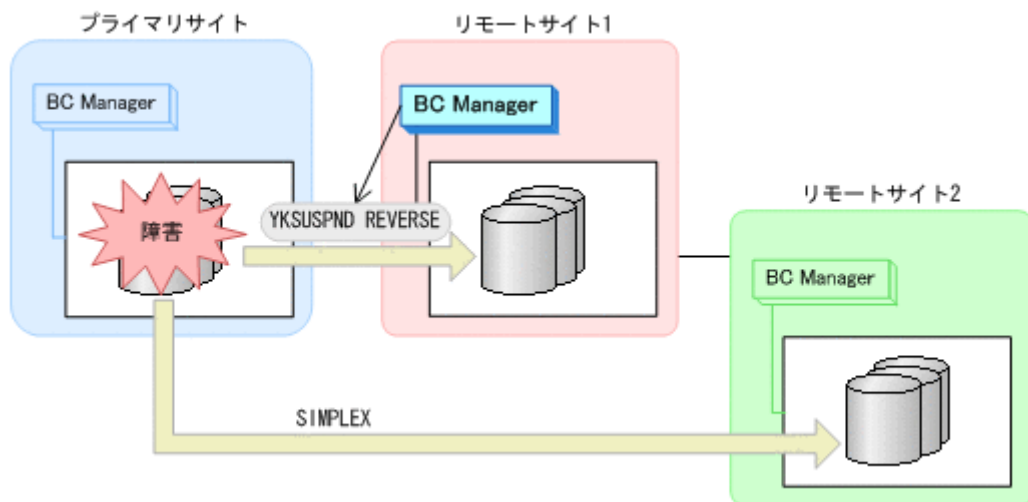 プライマリサイト
リモートサイト1
BC Manager
BC Manager
障害
YKSUSPND REVERSE
リモートサイト2
BC Manager
SIMPLEX